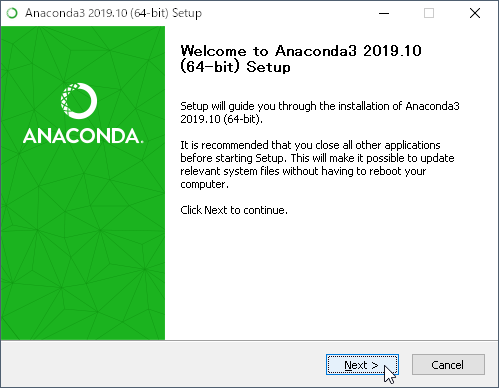 Anaconda3 2019.10 (64-bit) Setup
ANACONDA.
Welcome to Anaconda3 2019.10
(64-bit) Setup
Setup will guide you through the installation of Anaconda3
2019.10 (64-bit).
It is recommended that you close all other applications
before starting Setup. This will make it possible to update
relevant system files without having to reboot your
computer.
Click Next to continue.
Next >
Cancel